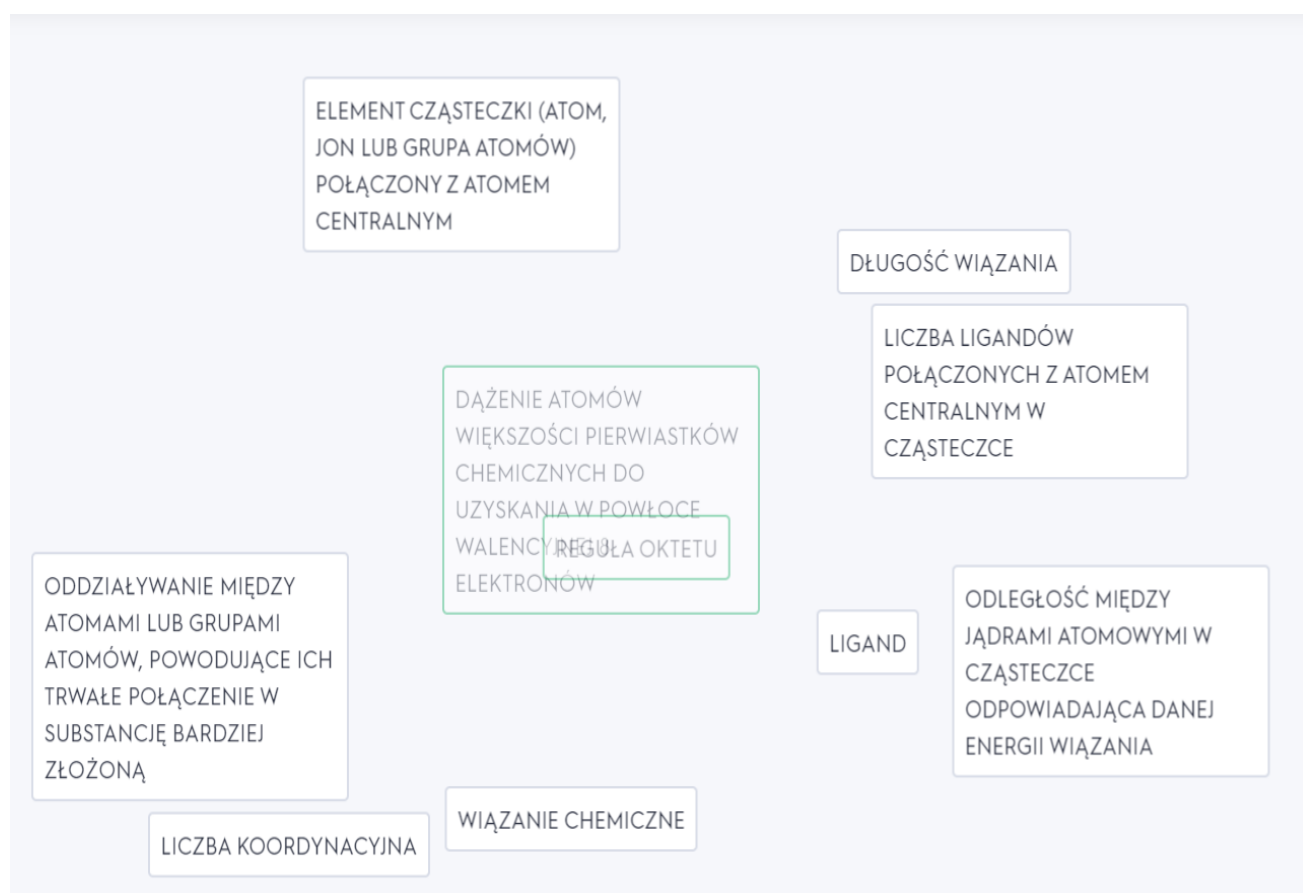 ELEMENT CZĄSTECZKI (ATOM,
JON LUB GRUPA ATOMÓW)
POŁĄCZONY Z ATOMEM
CENTRALNYM
DŁUGOŚĆ WIĄZANIA
LICZBA LIGANDÓW
POŁĄCZONYCH Z ATOMEM
CENTRALNYM W
CZĄSTECZCE
DĄŻENIE ATOMÓW
WIĘKSZOŚCI PIERWIASTKÓW
CHEMICZNYCH DO
UZYSKANIA W POWŁOCE
WALENCYJNEJ 8
ELEKTRONÓW
REGUŁA OKTETU
ODDZIAŁYWANIE MIĘDZY
ATOMAMI LUB GRUPAMI
ATOMÓW, POWODUJĄCE ICH
TRWAŁE POŁĄCZENIE W
SUBSTANCJĘ BARDZIEJ
ZŁOŻONĄ
LIGAND
ODLEGŁOŚĆ MIĘDZY
JĄDRAMI ATOMOWYMI W
CZĄSTECZCE
ODPOWIADAJĄCA DANEJ
ENERGII WIĄZANIA
WIĄZANIE CHEMICZNE
LICZBA KOORDYNACYJNA